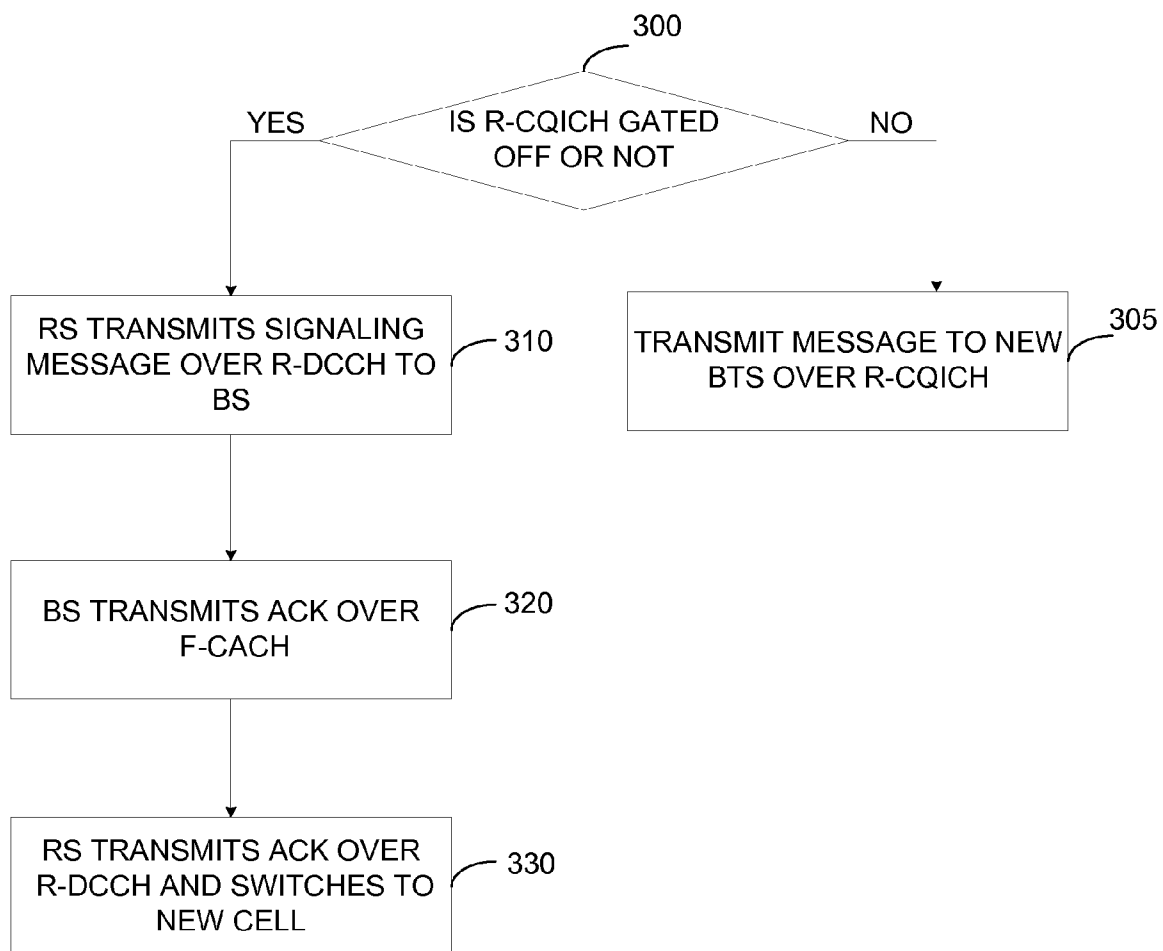 300
IS R-CQICH GATED
OFF OR NOT
YES
NO
RS TRANSMITS SIGNALING
MESSAGE OVER R-DCCH TO
BS
310
TRANSMIT MESSAGE TO NEW
BTS OVER R-CQICH
305
BS TRANSMITS ACK OVER
F-CACH
320
RS TRANSMITS ACK OVER
R-DCCH AND SWITCHES TO
NEW CELL
330